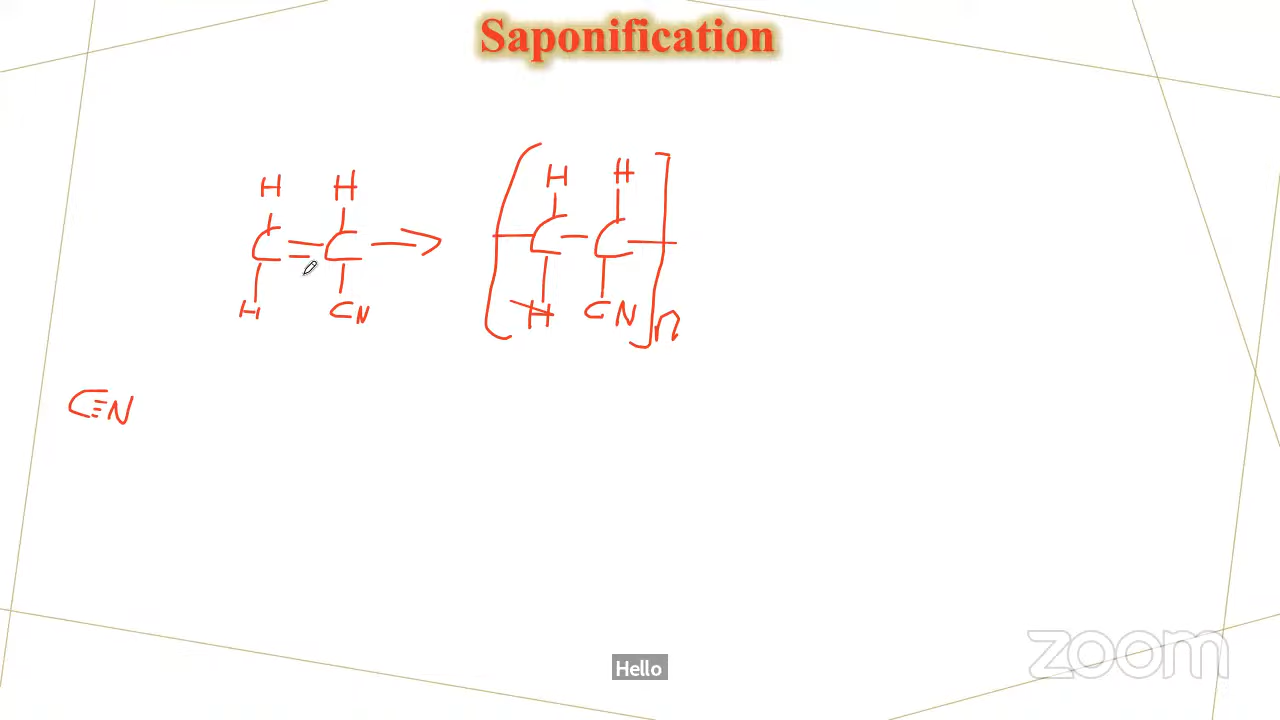 Saponification
H H H H
C = C → [ - C - C - ]
H CN H CN n
C≡N
zoom
Hello